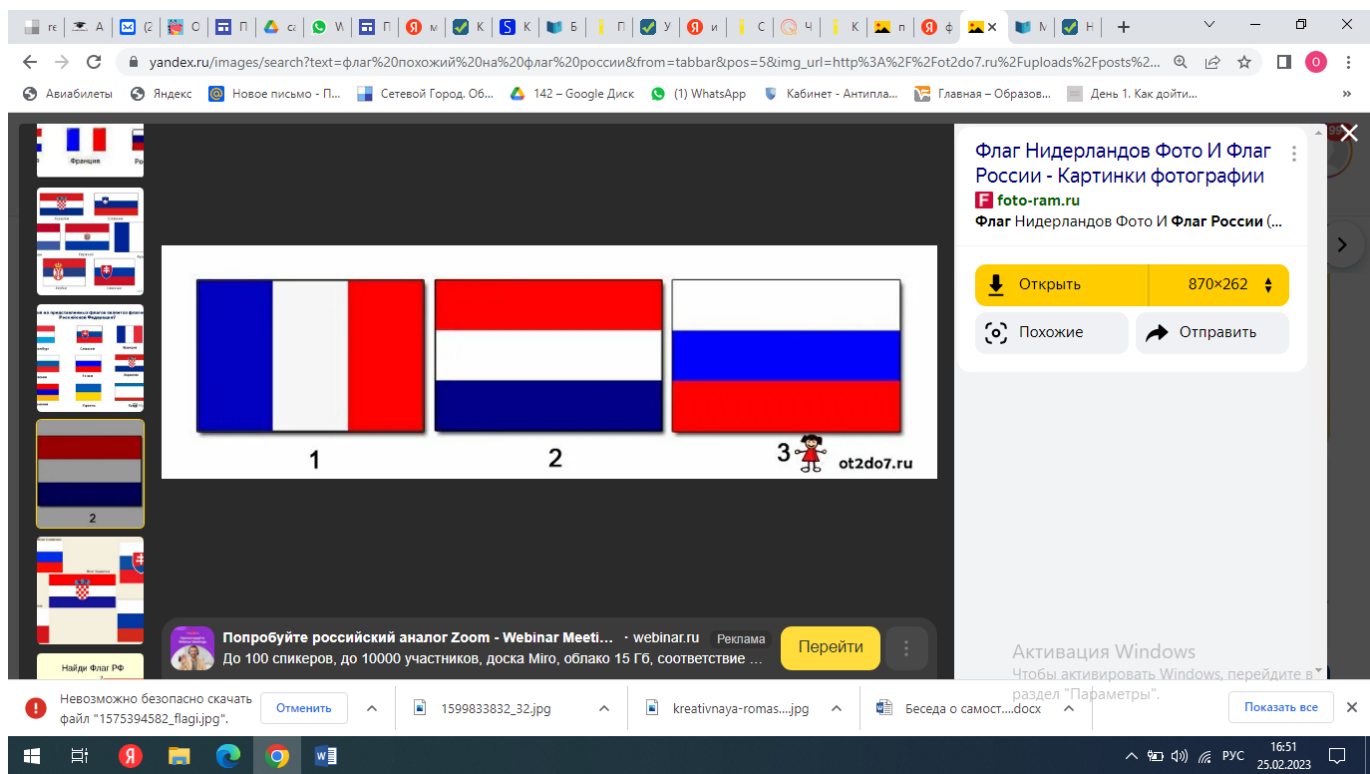 re
А
(2
О
П
са
W
П
м
К
К
Б
П
У
и
С
Ч
К
п
ф
М
Н
yandex.ru/images/search?text=флаг%20похожий%20на%20флаг%20россии&from=tabbar&pos=5&img_url=http%3A%2F%2Fot2do7.ru%2Fuploads%2Fposts%2...
О
Авиабилеты
Яндекс
Новое письмо - П...
Сетевой Город. Об...
142 – Google Диск
(1) WhatsApp
Кабинет - Антипла...
Главная – Образов...
День 1. Как дойти...
»
Франция
Найди Флаг РФ
2
1
2
3
ot2do7.ru
Флаг Нидерландов Фото И Флаг
России - Картинки фотографии
foto-ram.ru
Флаг Нидерландов Фото И Флаг России (...
Открыть
870×262
Похожие
Отправить
99
Попробуйте российский аналог Zoom - Webinar Meeti... · webinar.ru Реклама
До 100 спикеров, до 10000 участников, доска Miro, облако 15 Гб, соответствие ...
Перейти
Активация Windows
Чтобы активировать Windows, перейдите в
раздел "Параметры".
Невозможно безопасно скачать
файл "1575394582_flagi.jpg".
Отменить
1599833832_32.jpg
kreativnaya-romas....jpg
Беседа о самост....docx
Показать все
РУС
16:51
25.02.2023